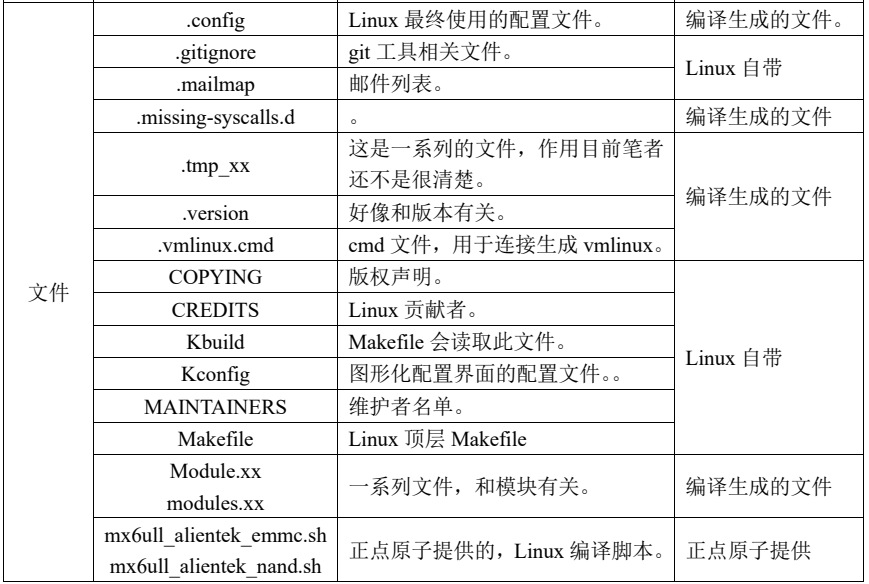 .config Linux 最终使用的配置文件。 编译生成的文件。
.gitignore git 工具相关文件。
Linux 自带
.mailmap 邮件列表。
.missing-syscalls.d 。 编译生成的文件
这是一系列的文件，作用目前笔者
.tmp_xx
还不是很清楚。
编译生成的文件
.version 好像和版本有关。
.vmlinux.cmd cmd 文件，用于连接生成 vmlinux。
COPYING 版权声明。
文件
CREDITS Linux 贡献者。
Kbuild Makefile 会读取此文件。
Linux 自带
Kconfig 图形化配置界面的配置文件。。
MAINTAINERS 维护者名单。
Makefile Linux 顶层 Makefile
Module.xx
一系列文件，和模块有关。 编译生成的文件
modules.xx
mx6ull_alientek_emmc.sh
正点原子提供的，Linux 编译脚本。 正点原子提供
mx6ull_alientek_nand.sh